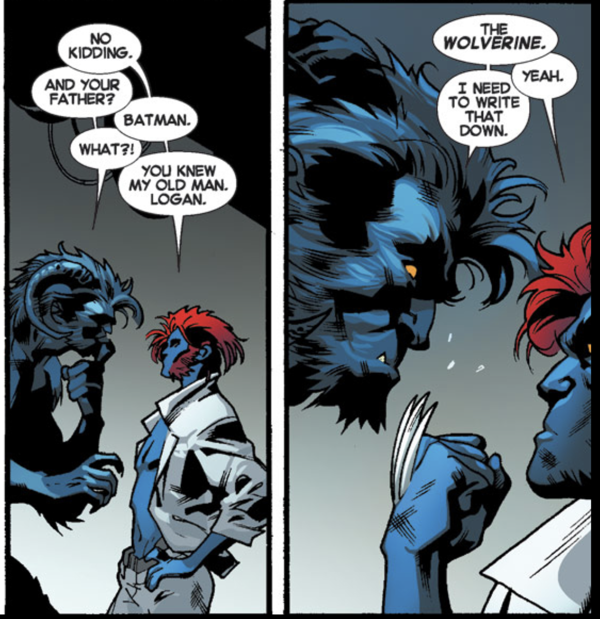 NO
KIDDING.
AND YOUR
FATHER?
BATMAN.
WHAT?!
YOU KNEW
MY OLD MAN.
LOGAN.
THE
WOLVERINE.
YEAH.
I NEED
TO WRITE
THAT
DOWN.